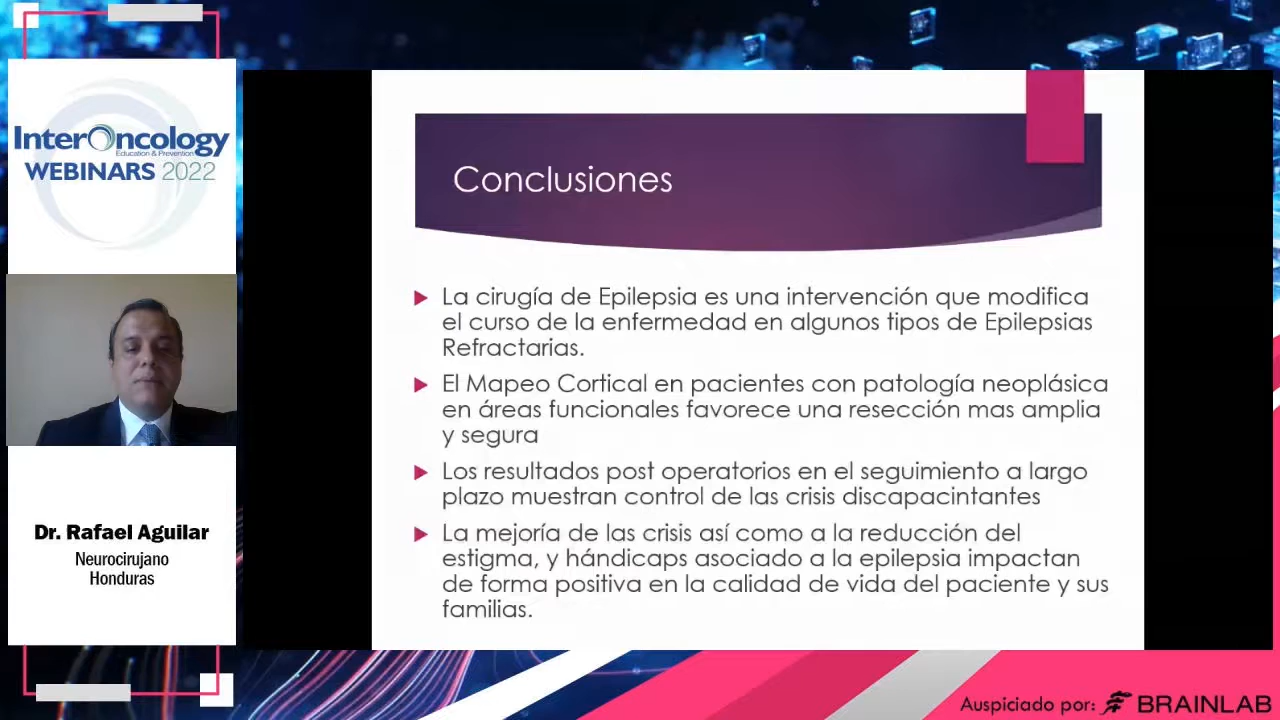 InterOncology
Education & Prevention
WEBINARS 2022
Dr. Rafael Aguilar
Neurocirujano
Honduras
Conclusiones
La cirugía de Epilepsia es una intervención que modifica
el curso de la enfermedad en algunos tipos de Epilepsias
Refractarias.
El Mapeo Cortical en pacientes con patología neoplásica
en áreas funcionales favorece una resección mas amplia
y segura
Los resultados post operatorios en el seguimiento a largo
plazo muestran control de las crisis discapacintantes
La mejoría de las crisis así como a la reducción del
estigma, y hándicaps asociado a la epilepsia impactan
de forma positiva en la calidad de vida del paciente y sus
familias.
Auspiciado por: BRAINLAB